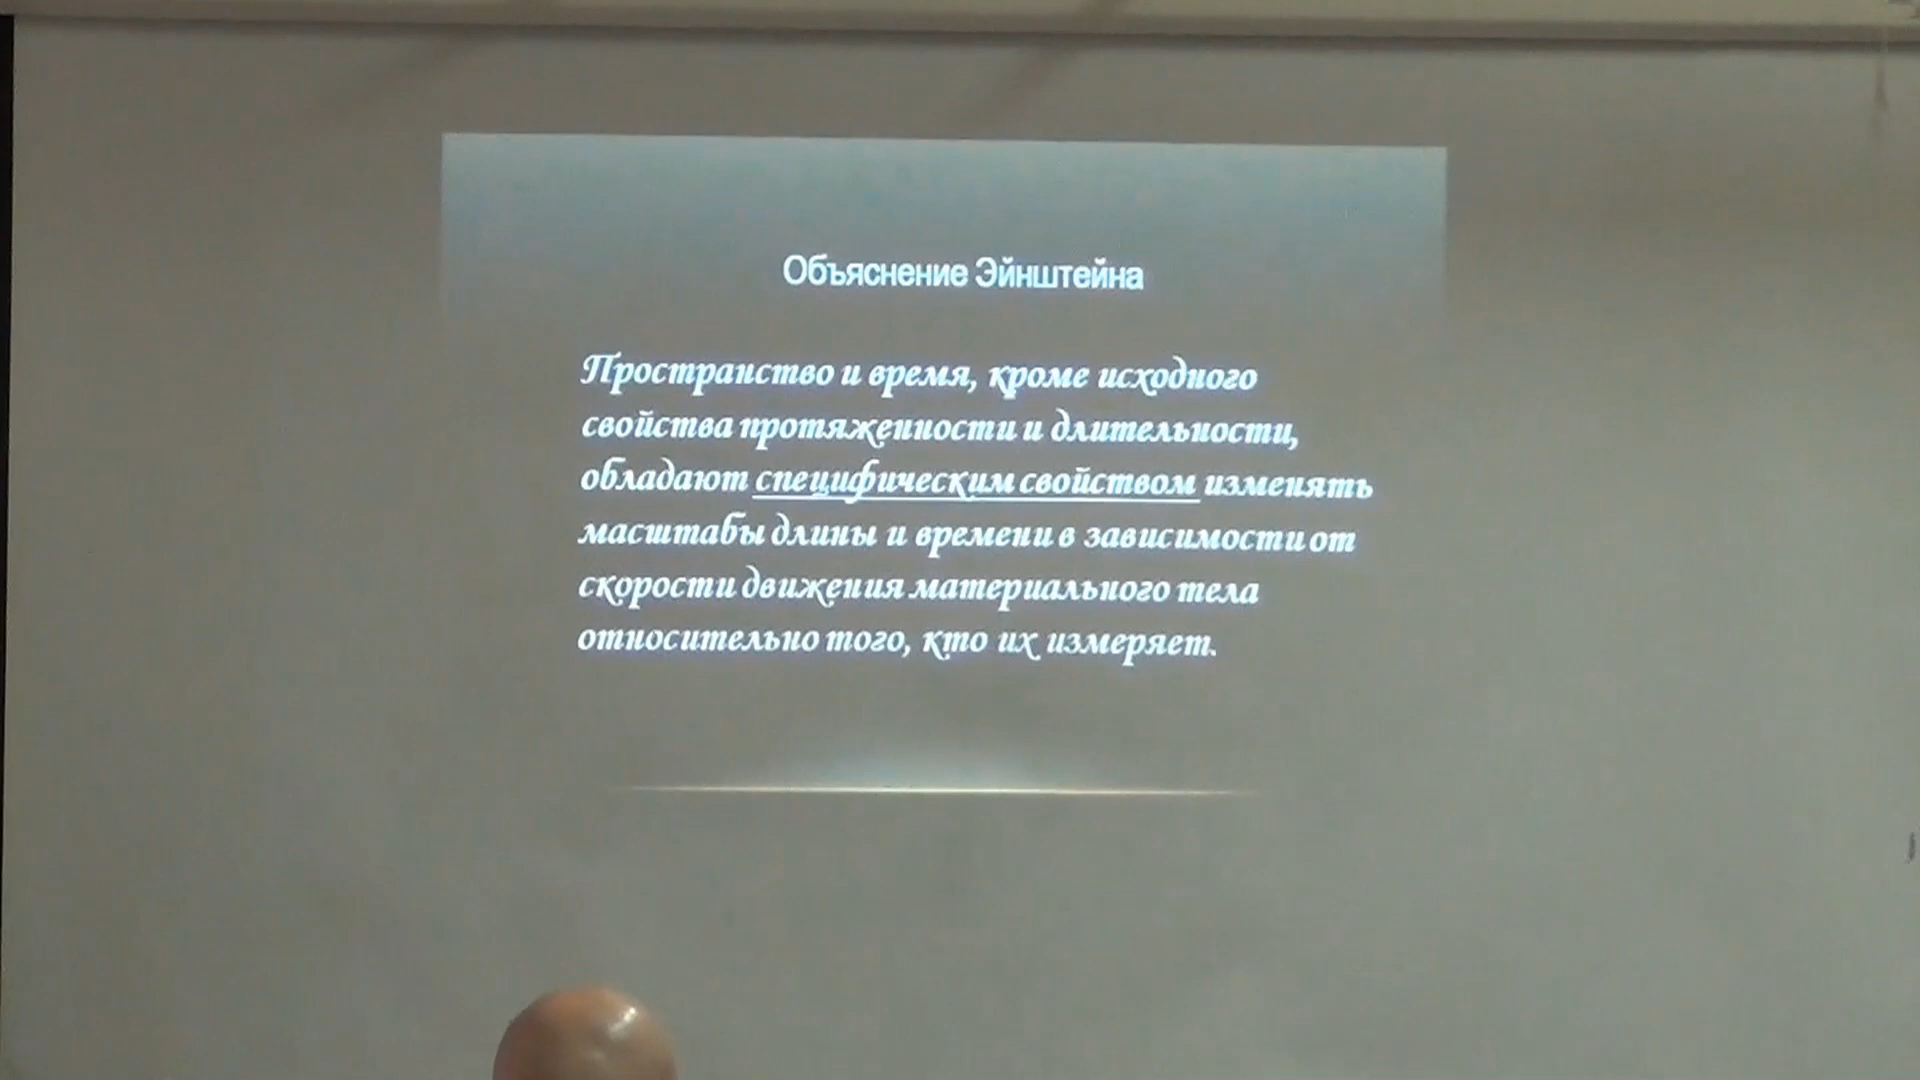 Объяснение Эйнштейна
Пространство и время, кроме исходного
свойства протяженности и длительности,
обладают специфическим свойством изменять
масштабы длины и времени в зависимости от
скорости движения материального тела
относительно того, кто их измеряет.